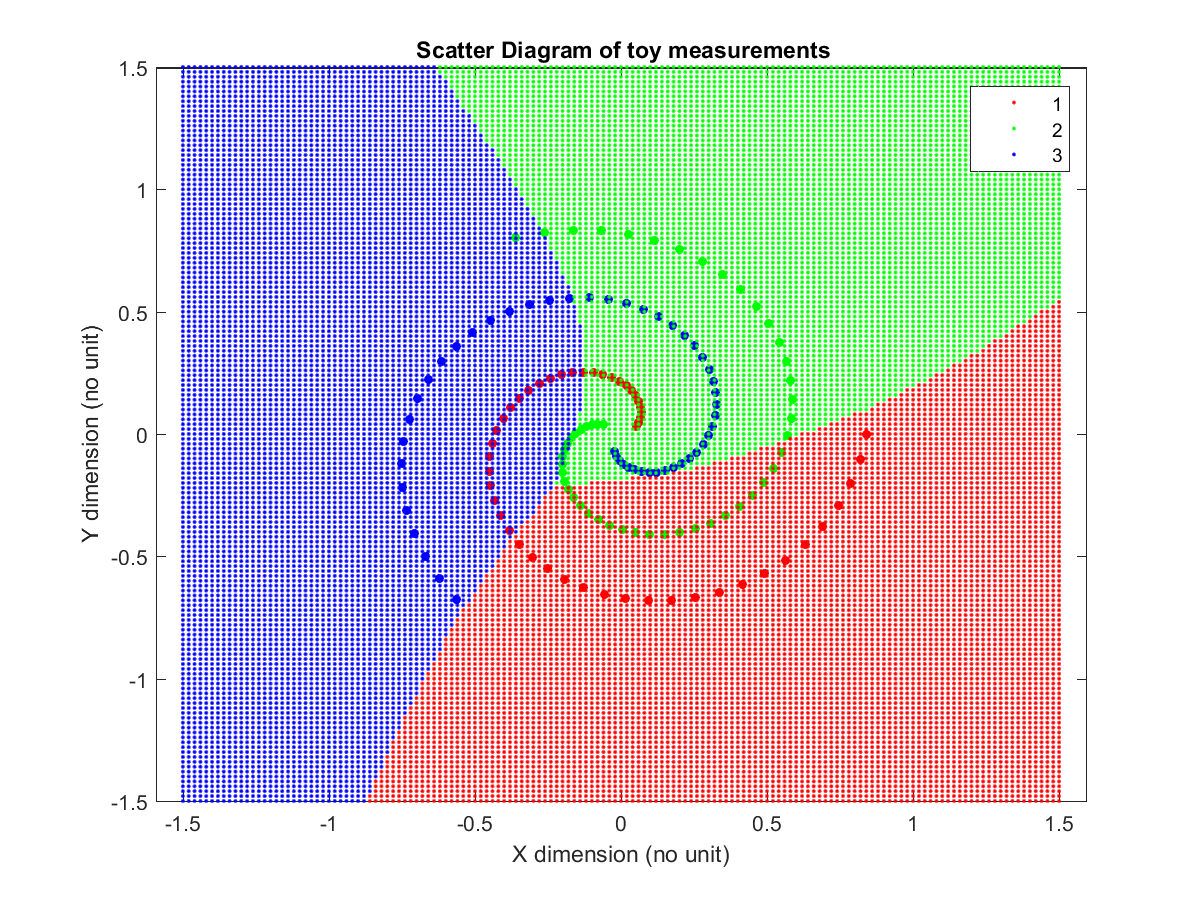 Scatter Diagram of toy measurements
1.5
1
0.5
0
-0.5
-1
-1.5
Y dimension (no unit)
1
2
3
-1.5 -1 -0.5 0 0.5 1 1.5
X dimension (no unit)